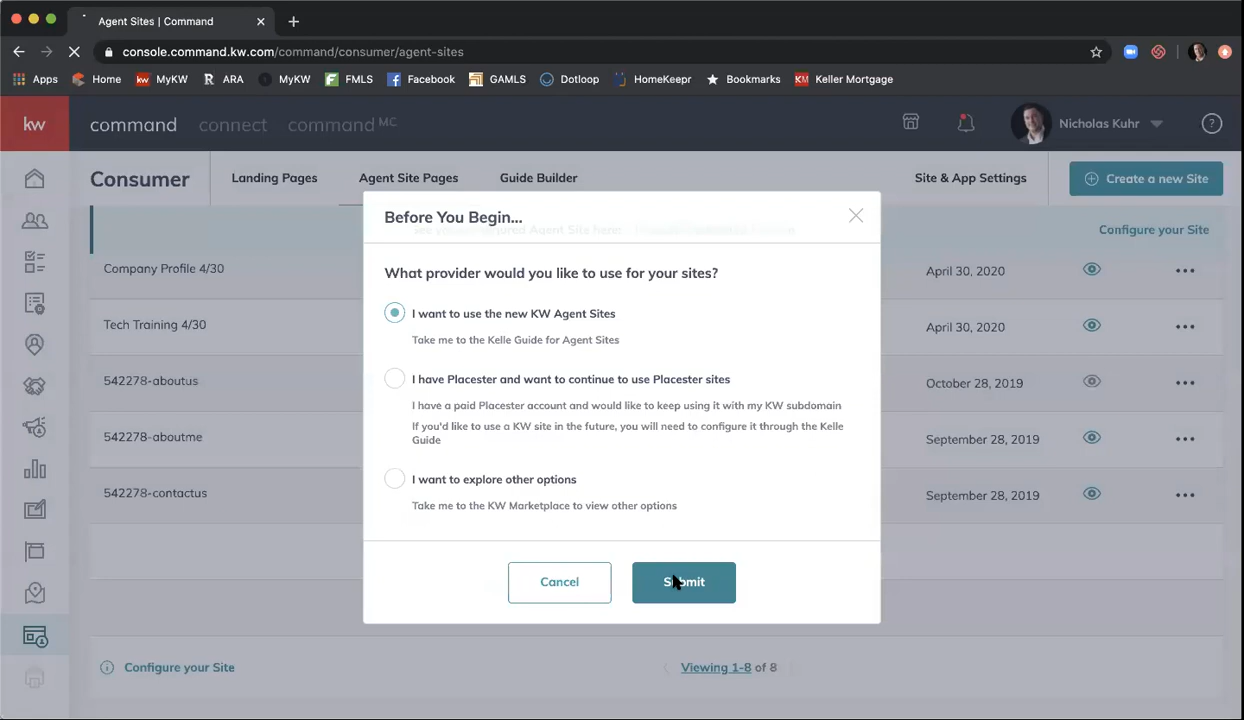 Agent Sites | Command
console.command.kw.com/command/consumer/agent-sites
Apps Home kw MyKW R ARA MyKW FMLS Facebook GAMLS Dotloop HomeKeepr Bookmarks KM Keller Mortgage
kw command connect command MC Nicholas Kuhr ?
Consumer Landing Pages Agent Site Pages Guide Builder Site & App Settings Create a new Site
Before You Begin...
Configure your Site
Company Profile 4/30 April 30, 2020
What provider would you like to use for your sites?
Tech Training 4/30 April 30, 2020
I want to use the new KW Agent Sites
Take me to the Kelle Guide for Agent Sites
542278-aboutus October 28, 2019
I have Placester and want to continue to use Placester sites
I have a paid Placester account and would like to keep using it with my KW subdomain
If you'd like to use a KW site in the future, you will need to configure it through the Kelle
Guide
542278-aboutme September 28, 2019
I want to explore other options
542278-contactus September 28, 2019
Take me to the KW Marketplace to view other options
Cancel Submit
Configure your Site Viewing 1-8 of 8